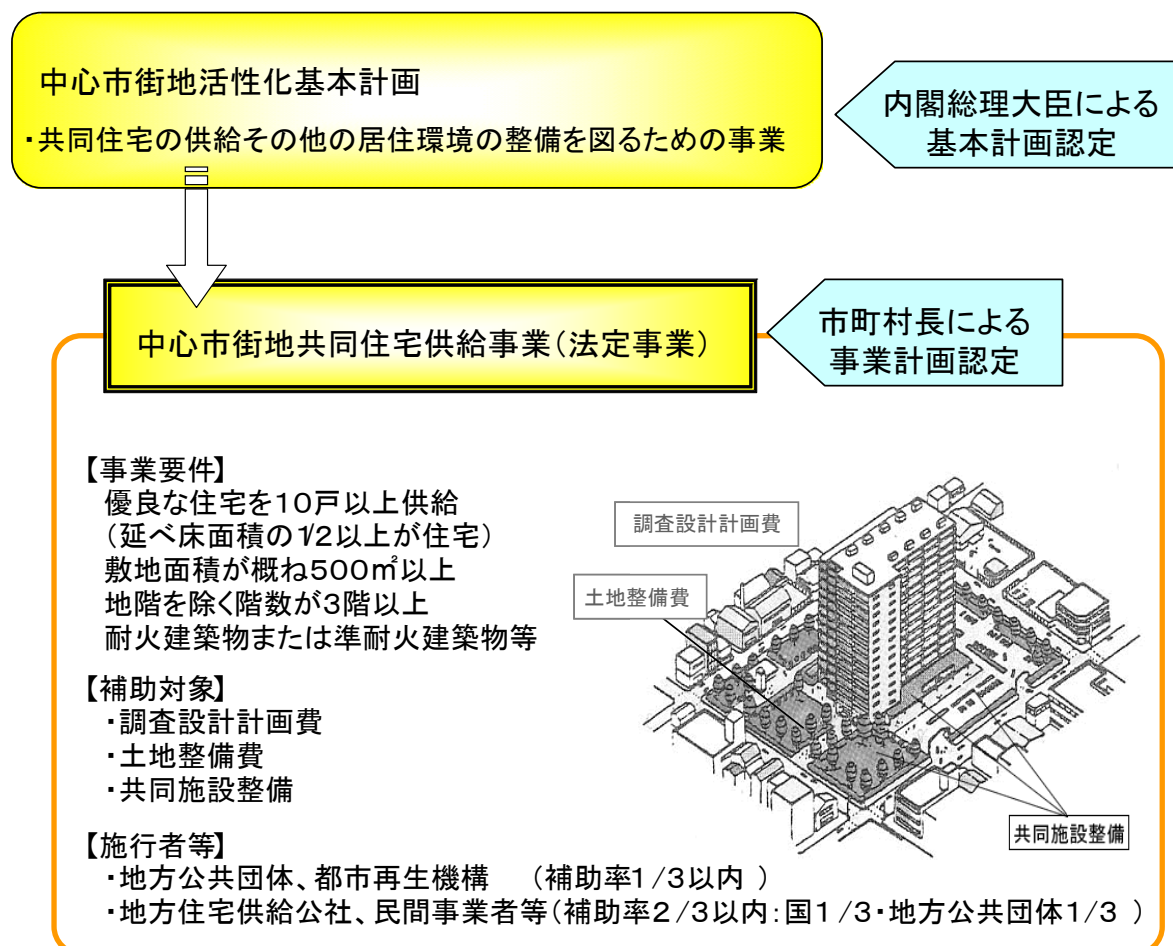 中心市街地活性化基本計画
・共同住宅の供給その他の居住環境の整備を図るための事業
内閣総理大臣による
基本計画認定
中心市街地共同住宅供給事業(法定事業)
市町村長による
事業計画認定
【事業要件】
優良な住宅を10戸以上供給
(延べ床面積の1/2以上が住宅)
敷地面積が概ね500㎡以上
地階を除く階数が3階以上
耐火建築物または準耐火建築物等
調査設計計画費
土地整備費
共同施設整備
【補助対象】
・調査設計計画費
・土地整備費
・共同施設整備
【施行者等】
・地方公共団体、都市再生機構 (補助率1/3以内 )
・地方住宅供給公社、民間事業者等(補助率2/3以内:国1/3・地方公共団体1/3 )